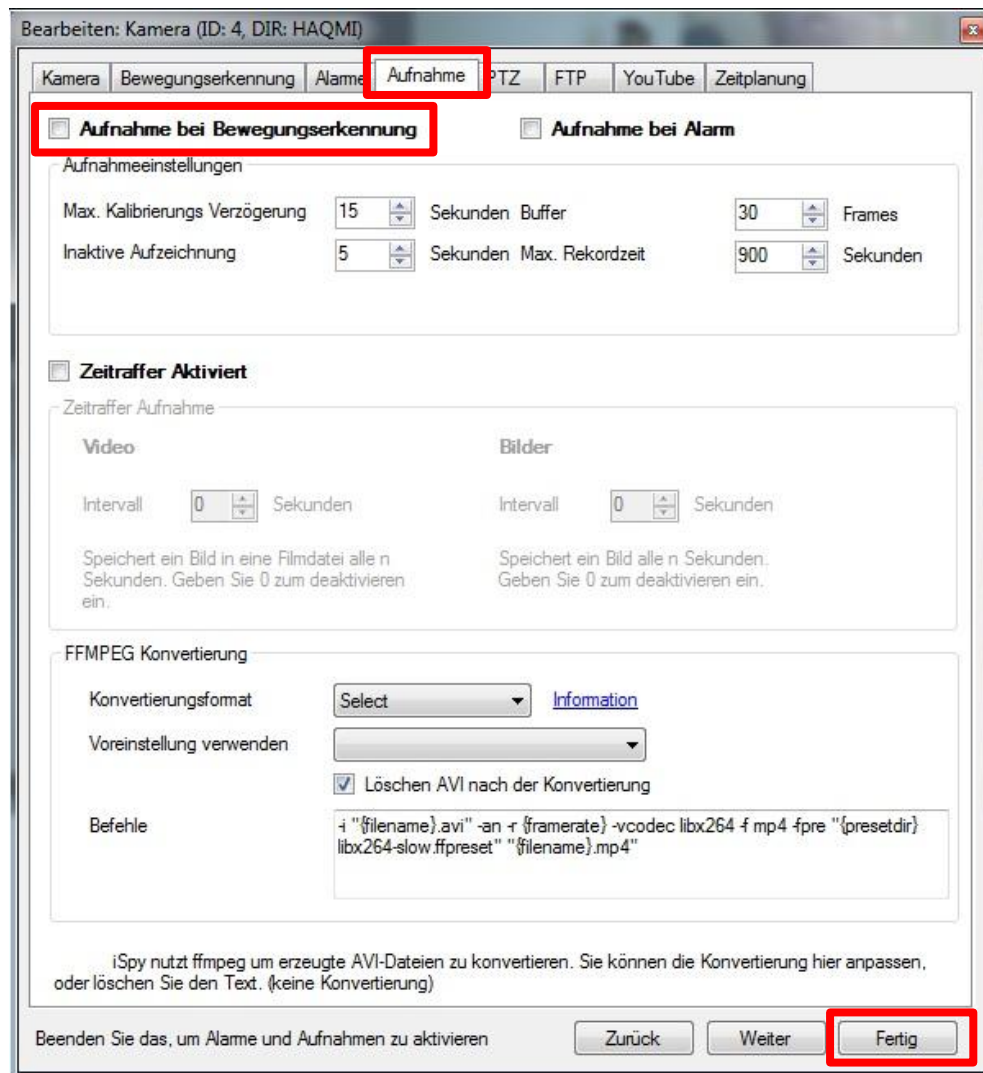 Bearbeiten: Kamera (ID: 4, DIR: HAQMI)
Kamera Bewegungserkennung Alarme Aufnahme PTZ FTP YouTube Zeitplanung
Aufnahme bei Bewegungserkennung Aufnahme bei Alarm
Aufnahmeeinstellungen
Max. Kalibrierungs Verzögerung 15 Sekunden Buffer 30 Frames
Inaktive Aufzeichnung 5 Sekunden Max. Rekordzeit 900 Sekunden
Zeitraffer Aktiviert
Zeitraffer Aufnahme
Video Bilder
Intervall 0 Sekunden Intervall 0 Sekunden
Speichert ein Bild in eine Filmdatei alle n
Sekunden. Geben Sie 0 zum deaktivieren
ein.
Speichert ein Bild alle n Sekunden.
Geben Sie 0 zum deaktivieren ein.
FFMPEG Konvertierung
Konvertierungsformat Select Information
Voreinstellung verwenden
Löschen AVI nach der Konvertierung
Befehle -i "{filename}.avi" -an -r {framerate} -vcodec libx264 -f mp4 -fpre "{presetdir}
libx264-slow.ffpreset" "{filename}.mp4"
iSpy nutzt ffmpeg um erzeugte AVI-Dateien zu konvertieren. Sie können die Konvertierung hier anpassen,
oder löschen Sie den Text. (keine Konvertierung)
Beenden Sie das, um Alarme und Aufnahmen zu aktivieren Zurück Weiter Fertig